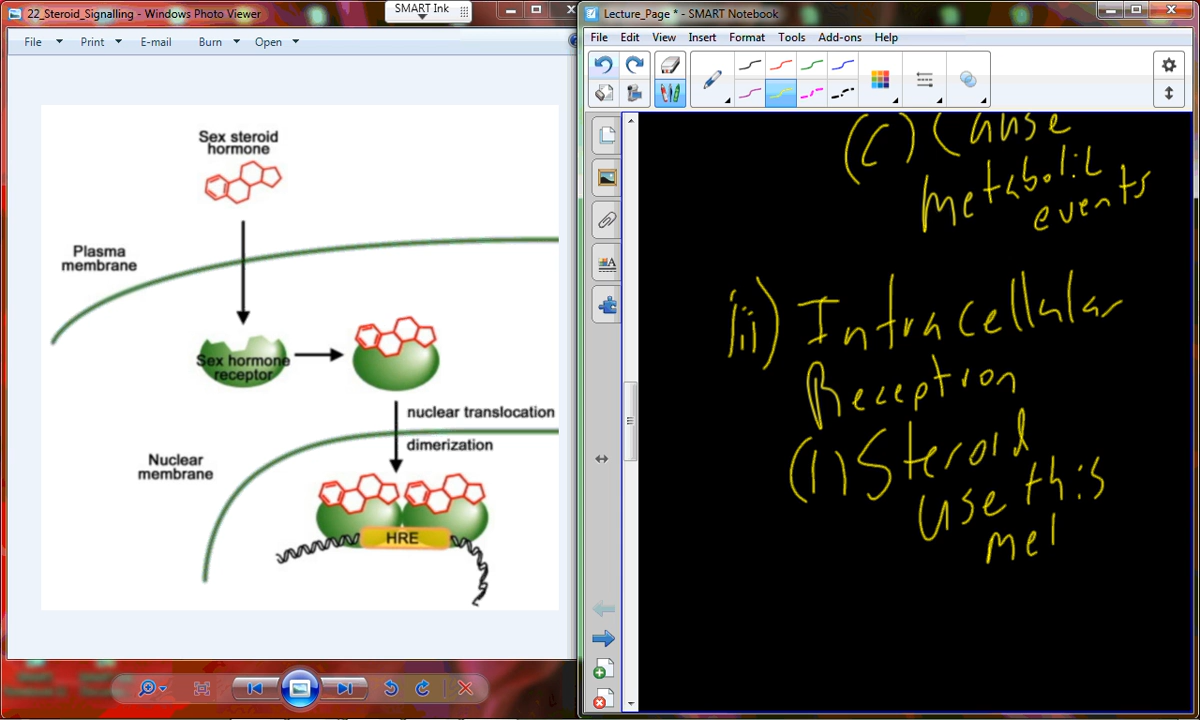 22_Steroid_Signalling - Windows Photo Viewer
SMART Ink
File Print E-mail Burn Open
Sex steroid
hormone
Plasma
membrane
Sex hormone
receptor
nuclear translocation
dimerization
Nuclear
membrane
HRE
Lecture_Page * - SMART Notebook
File Edit View Insert Format Tools Add-ons Help
(C) Cause
metabolic
events
ii) Intracellular
Reception
(1) Steroid
use this
met